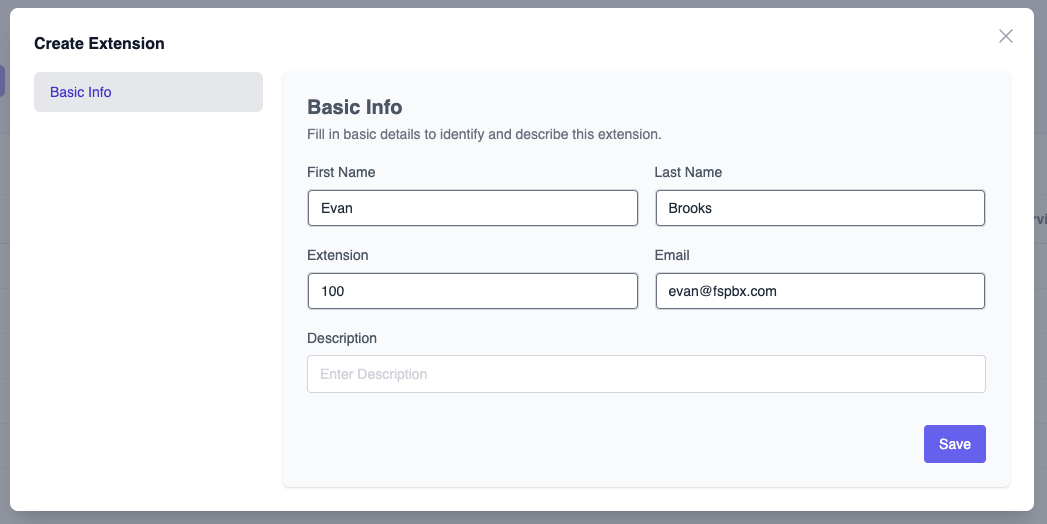 Create Extension
Basic Info
Basic Info
Fill in basic details to identify and describe this extension.
First Name
Last Name
Evan
Brooks
Extension
Email
100
evan@fspbx.com
Description
Enter Description
Save